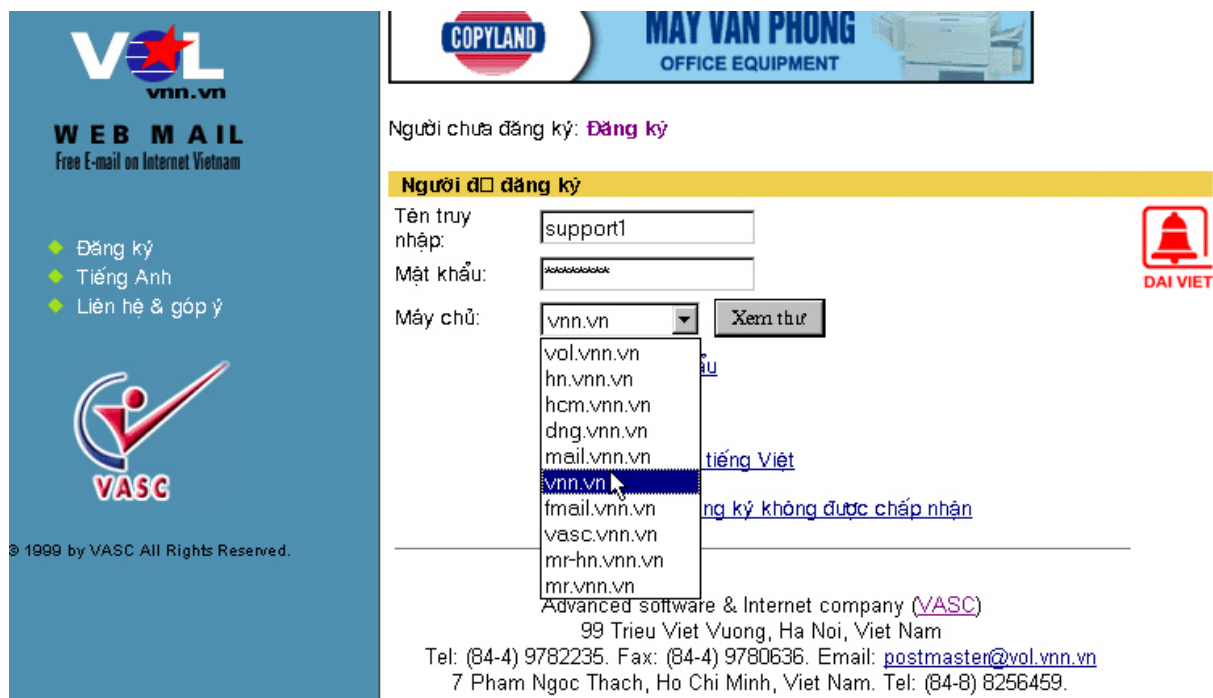 VOL
vnn.vn
WEB MAIL
Free E-mail on Internet Vietnam
Đăng ký
Tiếng Anh
Liên hệ & góp ý
VASC
© 1999 by VASC All Rights Reserved.
COPYLAND
MAY VAN PHONG
OFFICE EQUIPMENT
Người chưa đăng ký: Đăng ký
Người đ□ đăng ký
Tên truy
nhập:
support1
Mật khẩu:
*********
Máy chủ:
vnn.vn
Xem thư
vol.vnn.vn
hn.vnn.vn
hcm.vnn.vn
dng.vnn.vn
mail.vnn.vn
vnn.vn
fmail.vnn.vn
vasc.vnn.vn
mr-hn.vnn.vn
mr.vnn.vn
tiếng Việt
ký không được chấp nhận
DAI VIET
Advanced software & Internet company (VASC)
99 Trieu Viet Vuong, Ha Noi, Viet Nam
Tel: (84-4) 9782235. Fax: (84-4) 9780636. Email: postmaster@vol.vnn.vn
7 Pham Ngoc Thach, Ho Chi Minh, Viet Nam. Tel: (84-8) 8256459.